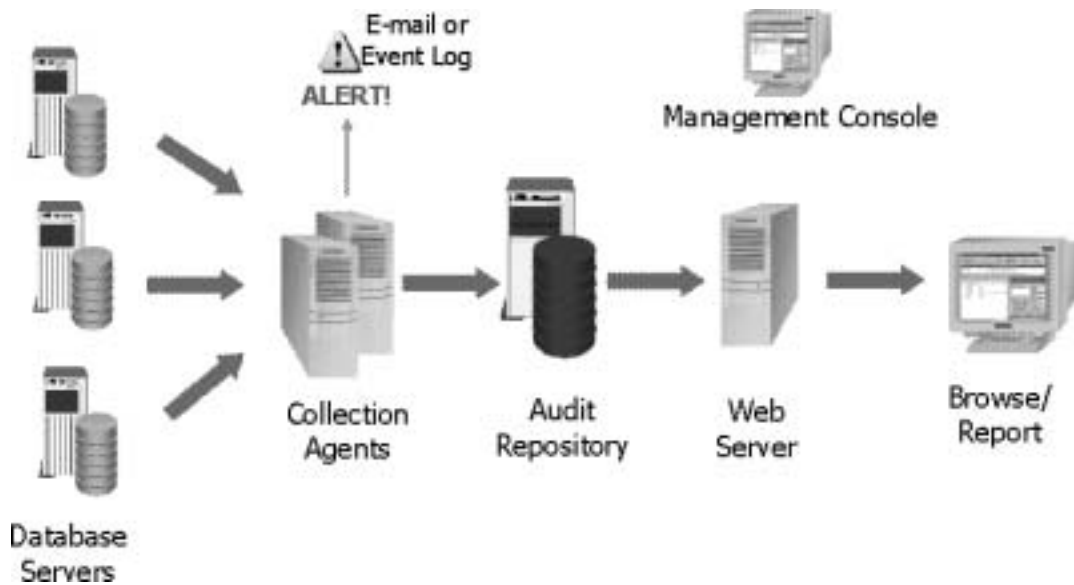 E-mail or
Event Log
ALERT!
Management Console
Collection
Agents
Audit
Repository
Web
Server
Browse/
Report
Database
Servers